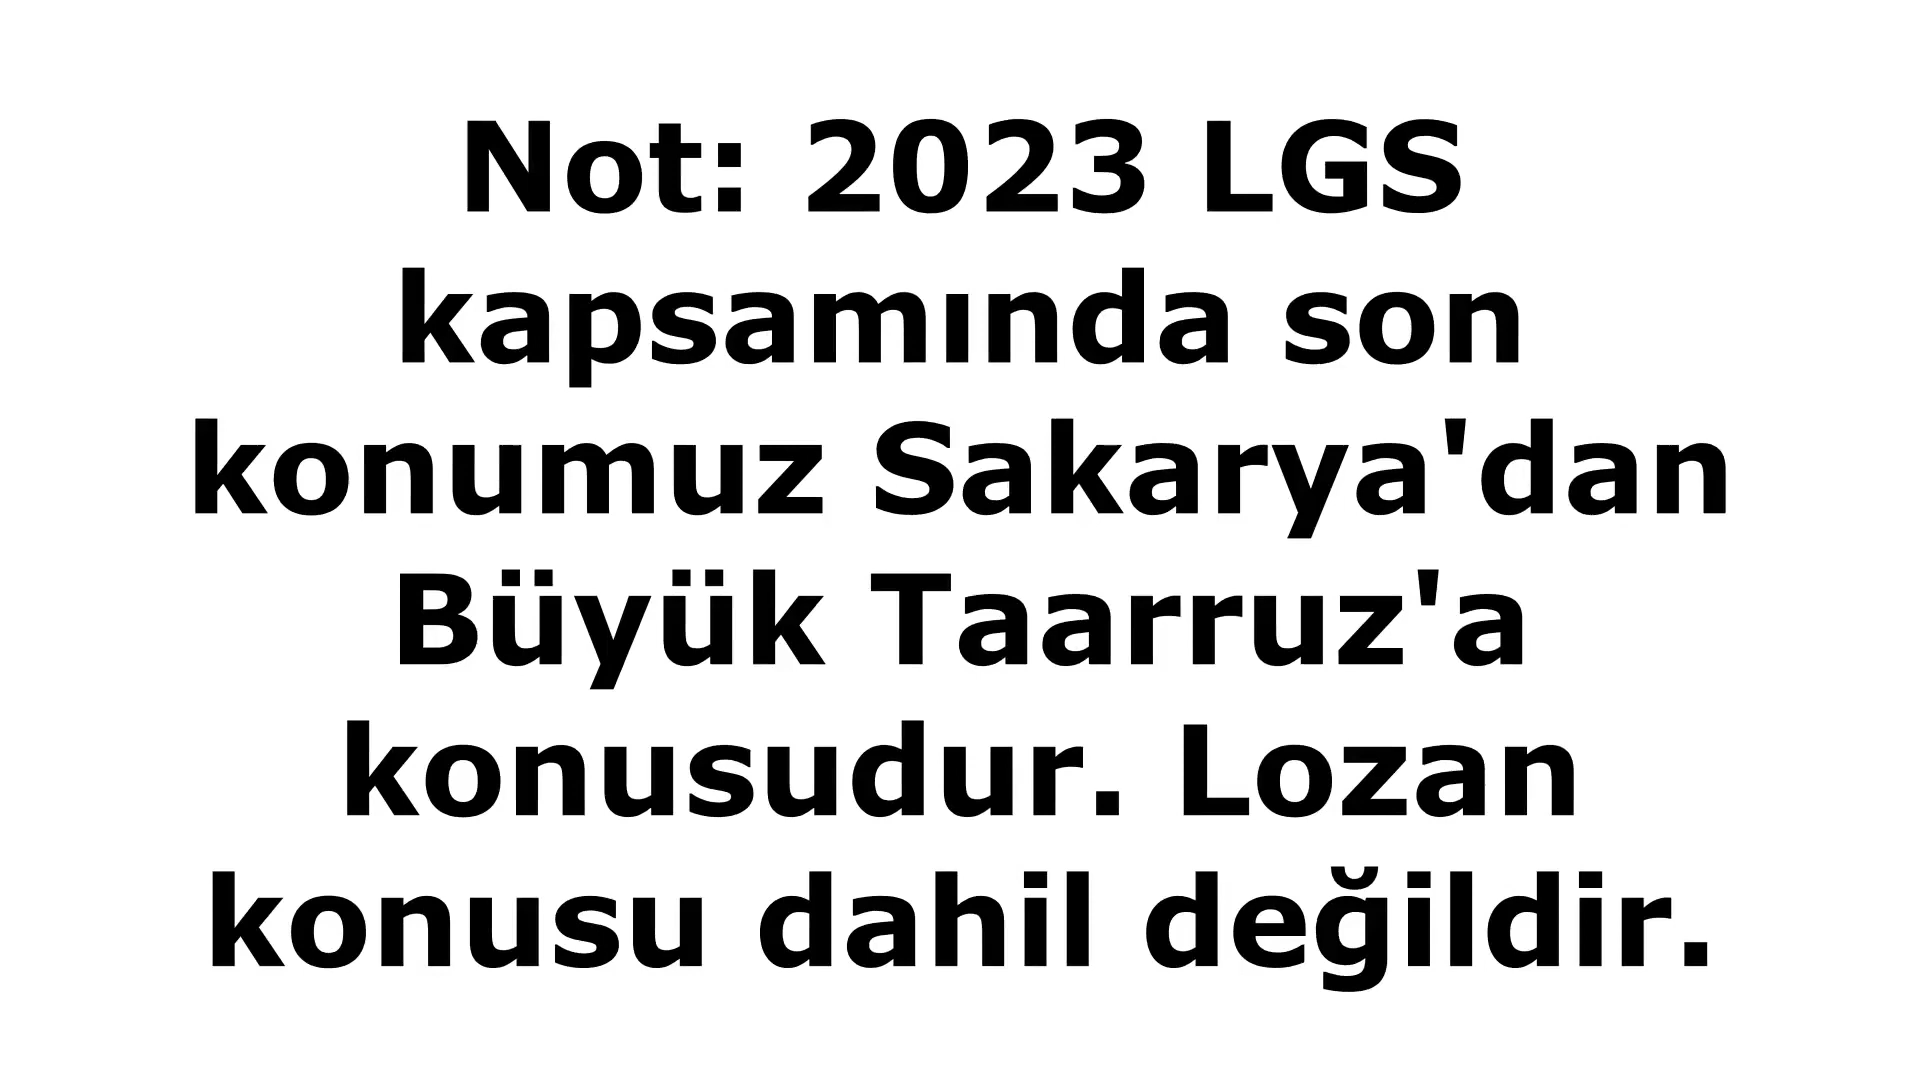 Not: 2023 LGS
kapsamında son
konumuz Sakarya'dan
Büyük Taarruz'a
konusudur. Lozan
konusu dahil değildir.